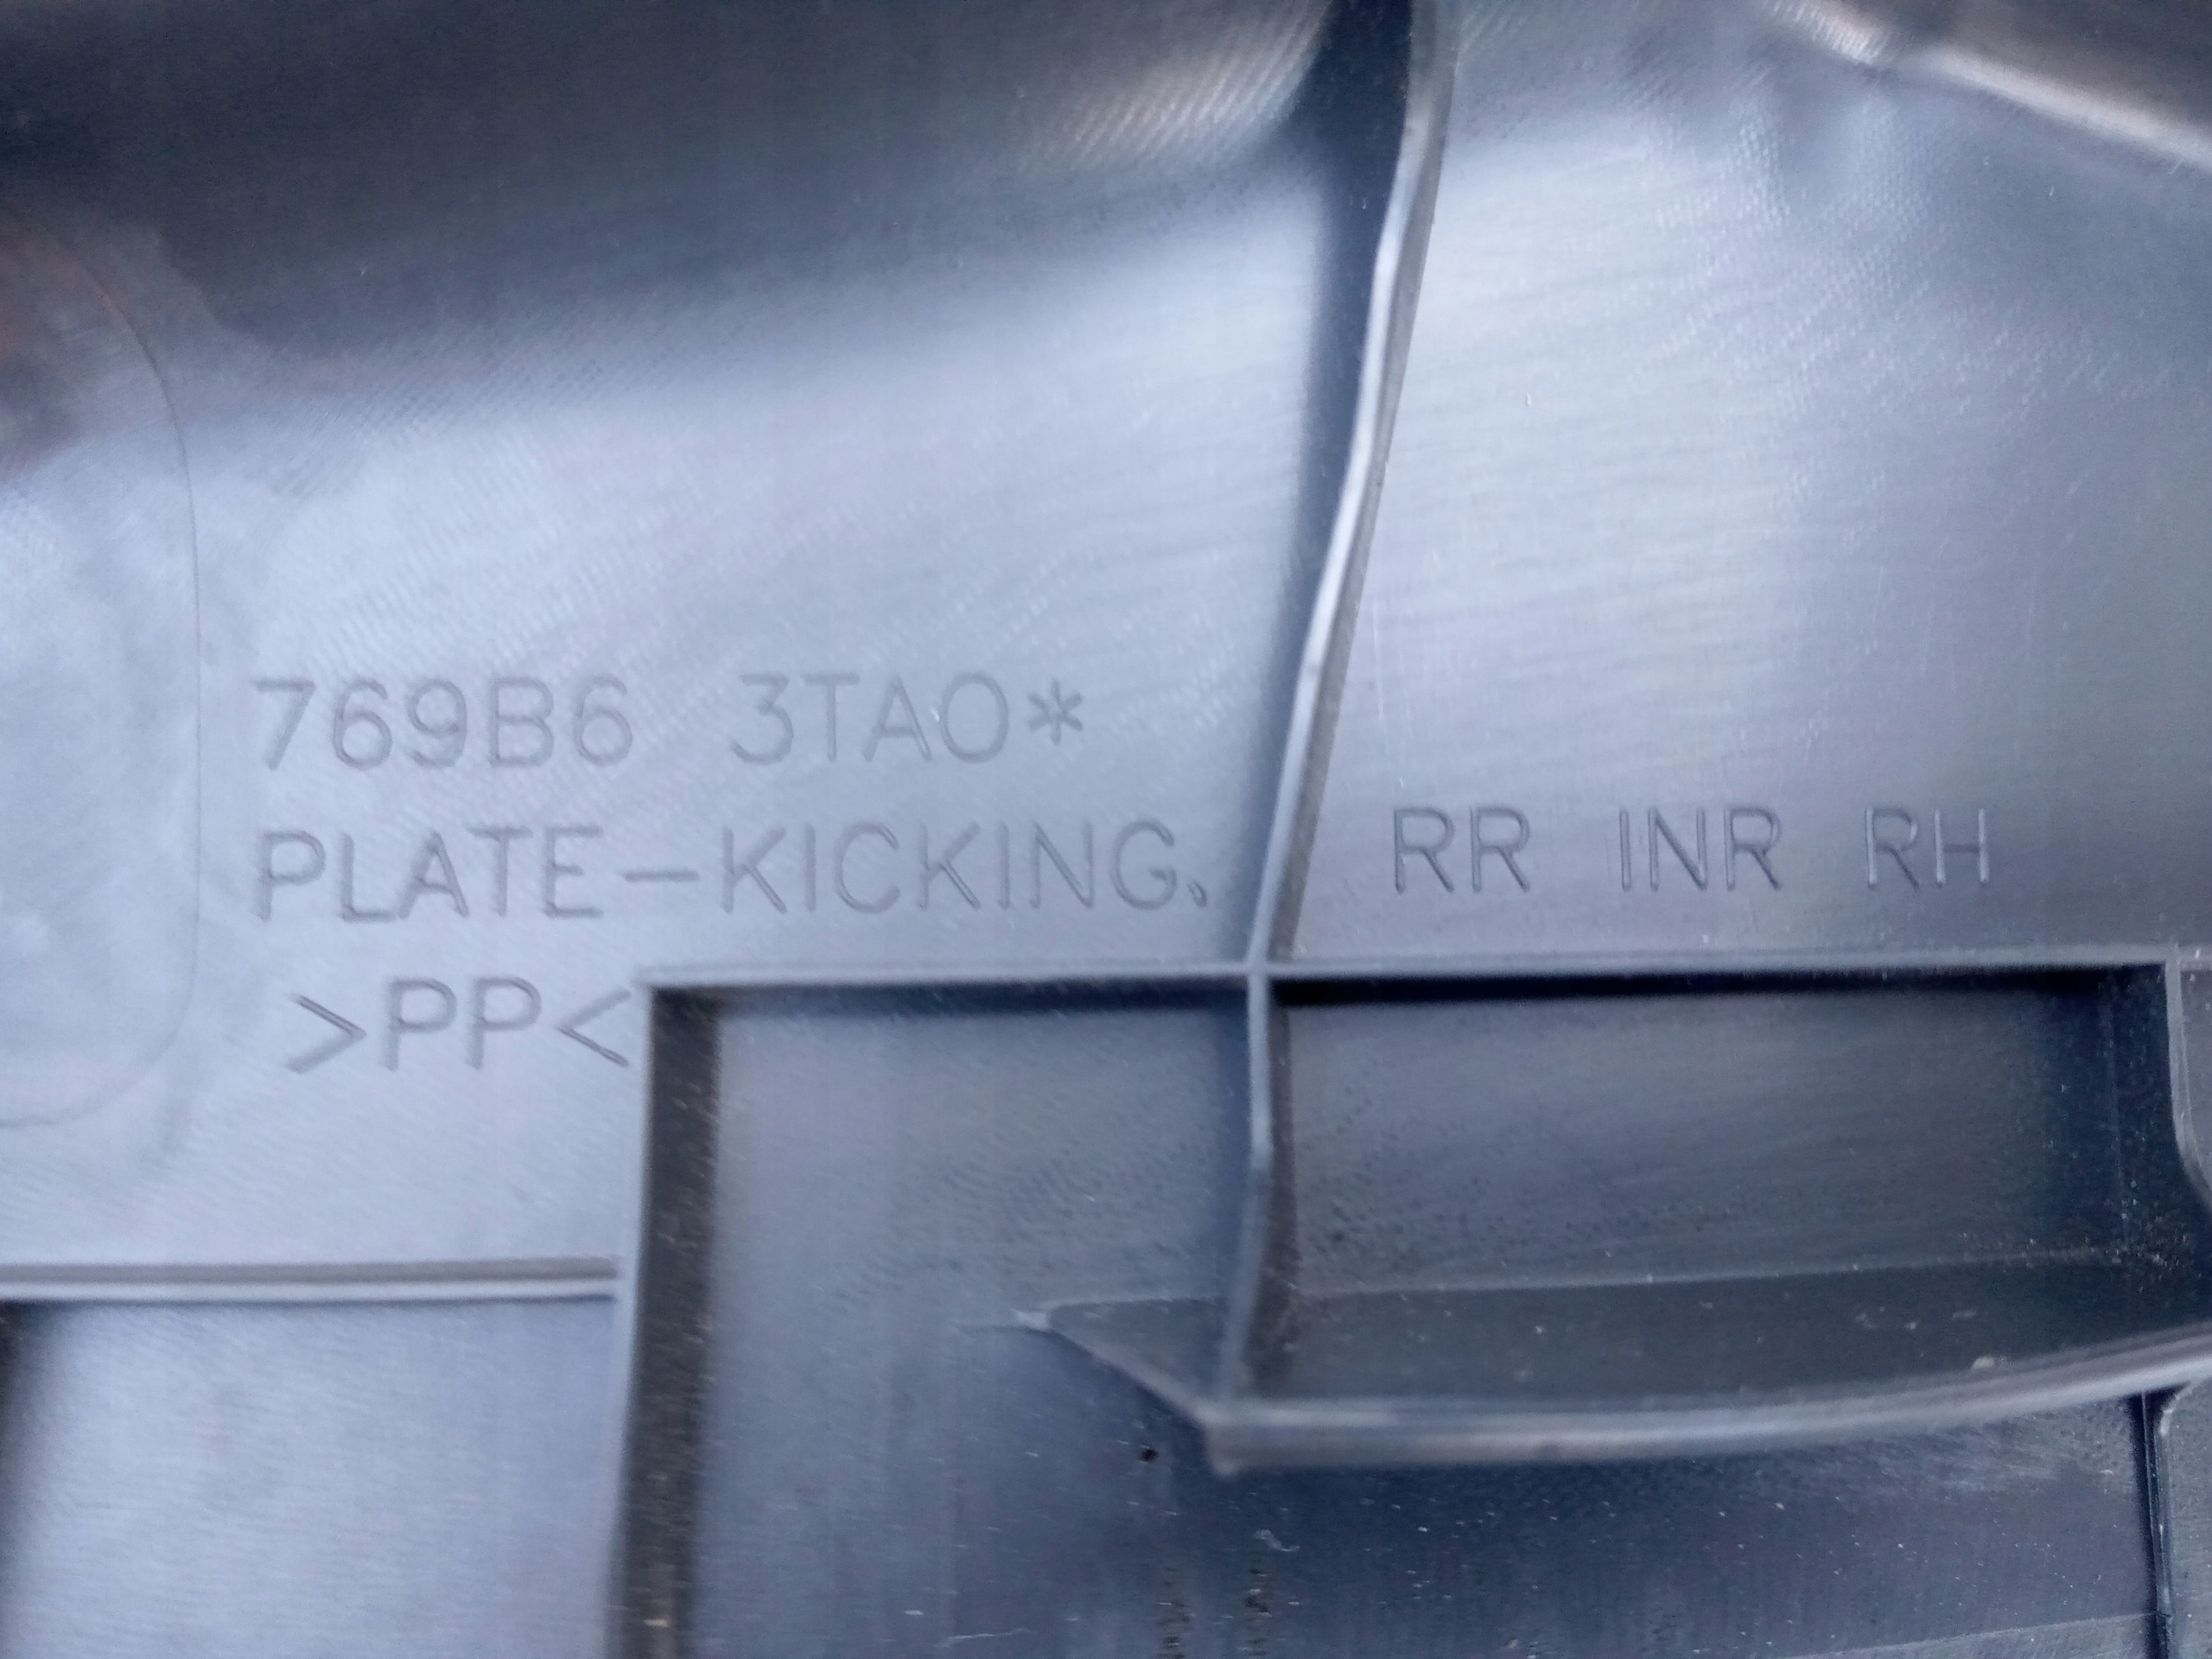 769B6 3TA0*
PLATE-KICKING, RR INR RH
>PP<